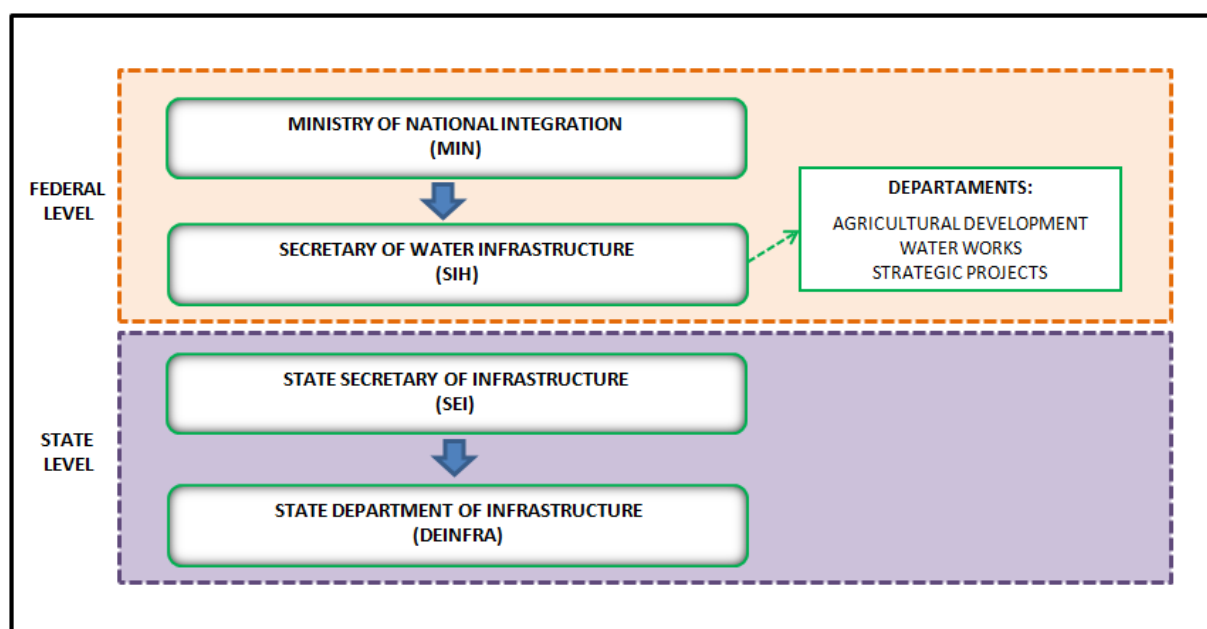 FEDERAL
LEVEL
MINISTRY OF NATIONAL INTEGRATION
(MIN)
SECRETARY OF WATER INFRASTRUCTURE
(SIH)
DEPARTAMENTS:
AGRICULTURAL DEVELOPMENT
WATER WORKS
STRATEGIC PROJECTS
STATE
LEVEL
STATE SECRETARY OF INFRASTRUCTURE
(SEI)
STATE DEPARTMENT OF INFRASTRUCTURE
(DEINFRA)